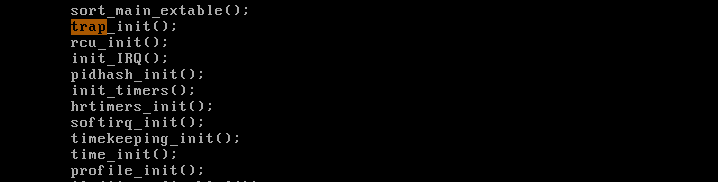 sort_main_extable();
trap_init();
rcu_init();
init_IRQ();
pidhash_init();
init_timers();
hrtimers_init();
softirq_init();
timekeeping_init();
time_init();
profile_init();